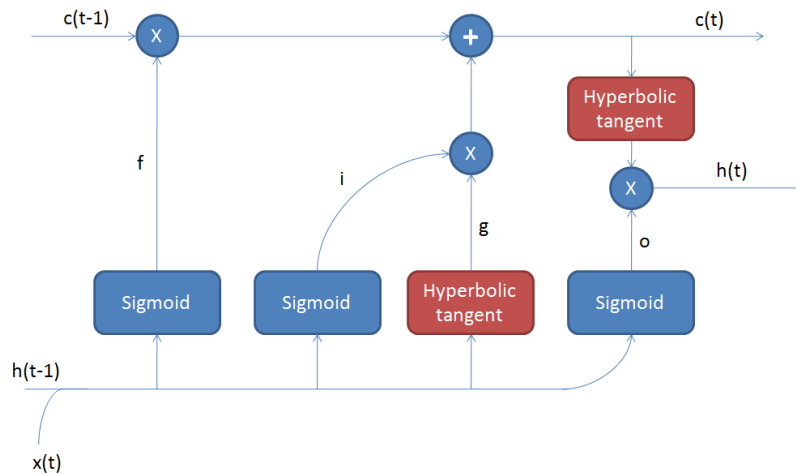 c(t-1)
X
+
c(t)
Hyperbolic
tangent
f
i
X
X
h(t)
g
o
Sigmoid
Sigmoid
Hyperbolic
tangent
Sigmoid
h(t-1)
x(t)